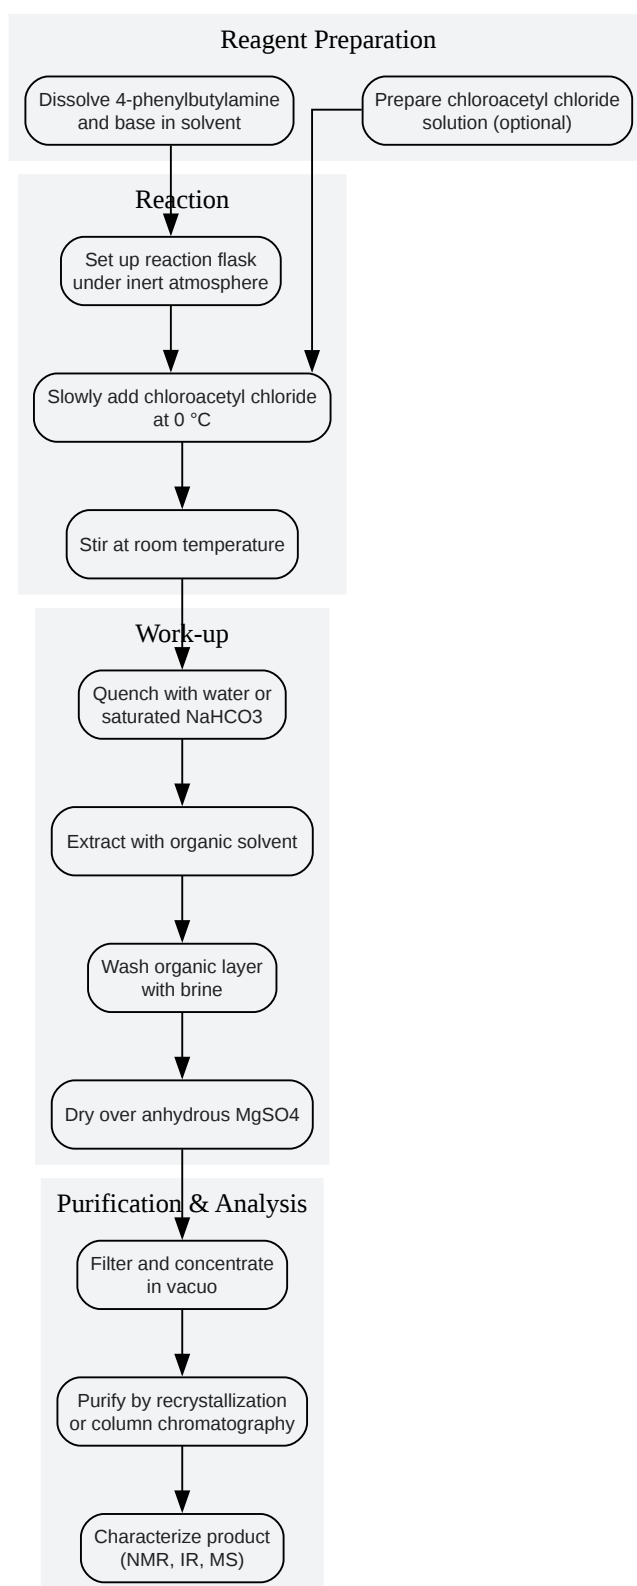 Reagent Preparation
Dissolve 4-phenylbutylamine
and base in solvent
Prepare chloroacetyl chloride
solution (optional)
Reaction
Set up reaction flask
under inert atmosphere
Slowly add chloroacetyl chloride
at 0 °C
Stir at room temperature
Work-up
Quench with water or
saturated NaHCO3
Extract with organic solvent
Wash organic layer
with brine
Dry over anhydrous MgSO4
Purification & Analysis
Filter and concentrate
in vacuo
Purify by recrystallization
or column chromatography
Characterize product
(NMR, IR, MS)